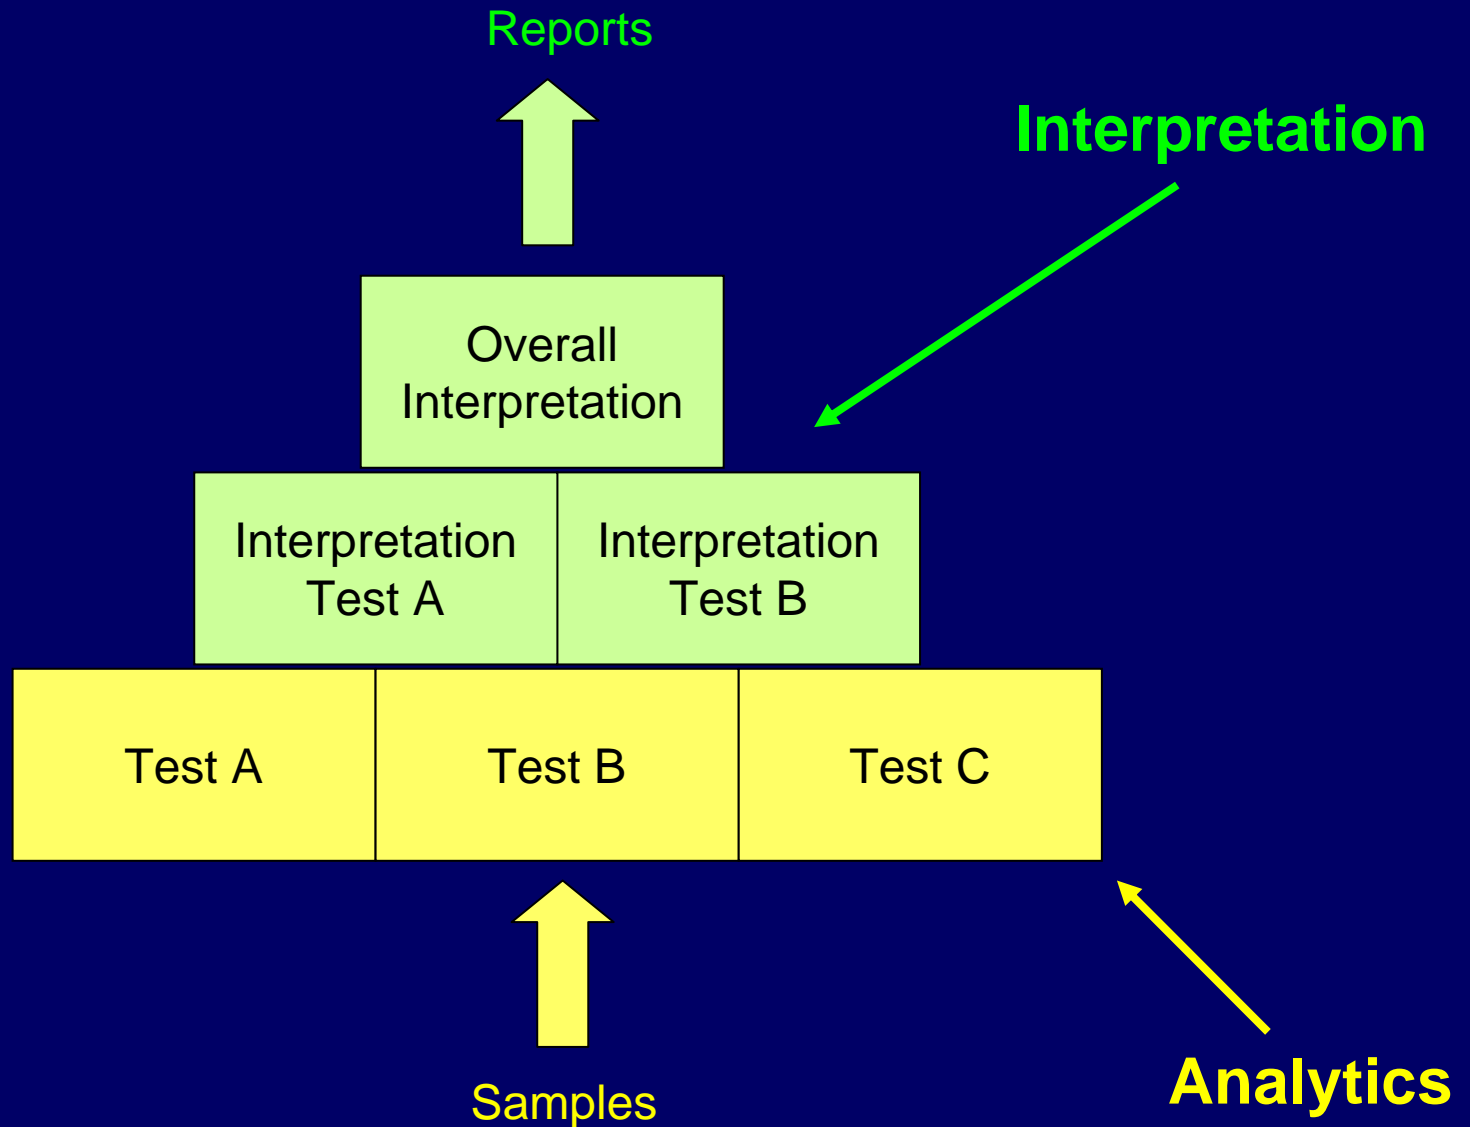 Reports
Interpretation
Overall
Interpretation
Interpretation
Test A
Interpretation
Test B
Test A
Test B
Test C
Samples
Analytics